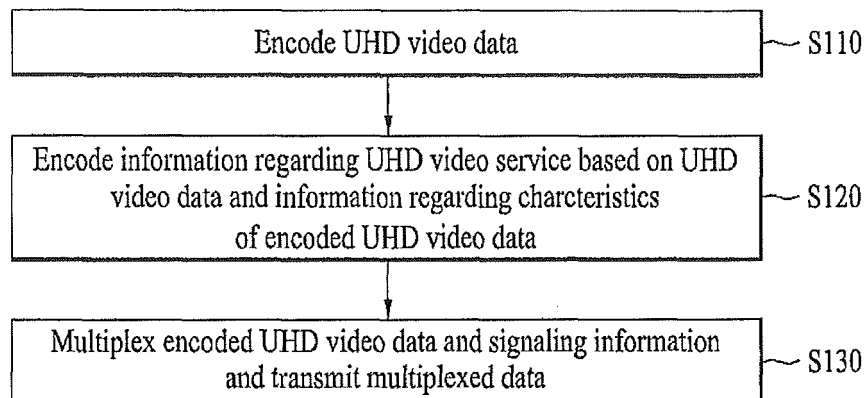 Encode UHD video data
S110
Encode information regarding UHD video service based on UHD
video data and information regarding charcteristics
of encoded UHD video data
S120
Multiplex encoded UHD video data and signaling information
and transmit multiplexed data
S130